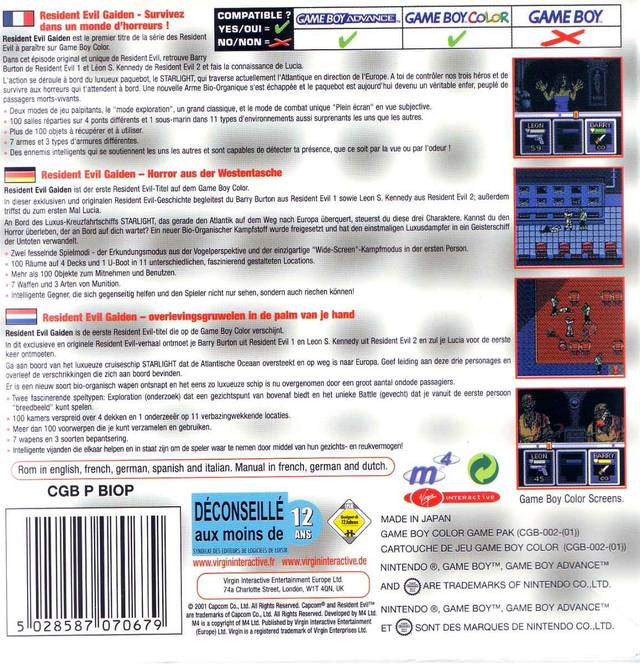 Resident Evil Gaiden - Survivez
dans un monde d'horreurs !
COMPATIBLE ?
YES/OUI =
NO/NON =
GAME BOY ADVANCE
GAME BOY COLOR
GAME BOY
Resident Evil Gaiden est le premier titre de la série des Resident
Evil à paraître sur Game Boy Color.
Dans cet épisode original et unique de Resident Evil, retrouve Barry
Burton de Resident Evil 1 et Léon S. Kennedy de Resident Evil 2 et fais la connaissance de Lucia.
L'action se déroule à bord du luxueux paquebot, le STARLIGHT, qui traverse actuellement l'Atlantique en direction de l'Europe. A toi de contrôler nos trois héros et de
survivre aux horreurs qui t'attendent à bord. Une nouvelle Arme Bio-Organique s'est échappée et le paquebot est aujourd'hui devenu un véritable enfer, peuplé de
passagers morts-vivants.
• Deux modes de jeu palpitants, le "mode exploration", un grand classique, et le mode de combat unique "Plein écran" en vue subjective.
• 100 salles réparties sur 4 ponts différents et 1 sous-marin dans 11 types d'environnements aussi surprenants les uns que les autres.
• Plus de 100 objets à récupérer et à utiliser.
• 7 armes et 3 types d'armures différentes.
• Des ennemis intelligents qui se soutiennent les uns les autres et sont capables de détecter ta présence, que ce soit par la vue ou par l'odeur !
LEON
BARRY
59
Resident Evil Gaiden – Horror aus der Westentasche
Resident Evil Gaiden ist der erste Resident Evil-Titel auf dem Game Boy Color.
In dieser exklusiven und originalen Resident Evil-Geschichte begleitest du Barry Burton aus Resident Evil 1 sowie Leon S. Kennedy aus Resident Evil 2; außerdem
triffst du zum ersten Mal Lucia.
An Bord des Luxus-Kreuzfahrtschiffs STARLIGHT, das gerade den Atlantik auf dem Weg nach Europa überquert, steuerst du diese drei Charaktere. Kannst du den
Horror überleben, der an Bord auf dich wartet? Ein neuer Bio-Organischer Kampfstoff wurde freigesetzt und hat den einstmaligen Luxusdampfer in ein Geisterschiff
der Untoten verwandelt.
• Zwei fesselnde Spielmodi - der Erkundungsmodus aus der Vogelperspektive und der einzigartige "Wide-Screen"-Kampfmodus in der ersten Person.
• 100 Räume auf 4 Decks und 1 U-Boot in 11 unterschiedlichen, faszinierend gestalteten Locations.
• Mehr als 100 Objekte zum Mitnehmen und Benutzen.
• 7 Waffen und 3 Arten von Munition.
• Intelligente Gegner, die sich gegenseitig helfen und den Spieler nicht nur sehen, sondern auch riechen können!
Resident Evil Gaiden – overlevingsgruwelen in de palm van je hand
Resident Evil Gaiden is de eerste Resident Evil-titel die op de Game Boy Color verschijnt.
In dit exclusieve en originele Resident Evil-verhaal ontmoet je Barry Burton uit Resident Evil 1 en Leon S. Kennedy uit Resident Evil 2 en zul je Lucia voor de eerste
keer ontmoeten.
Ga aan boord van het luxueuze cruiseschip STARLIGHT dat de Atlantische Oceaan oversteekt en op weg is naar Europa. Geef leiding aan deze drie personages en
overleef de verschrikkingen die zich aan boord bevinden.
Er is een nieuw soort bio-organisch wapen ontsnapt en het eens zo luxueuze schip is nu overgenomen door een groot aantal ondode passagiers.
• Twee fascinerende speltypen: Exploration (onderzoek) dat een gezichtspunt van bovenaf biedt en het unieke Battle (gevecht) dat je vanuit de eerste persoon
"breedbeeld" kunt spelen.
• 100 kamers verspreid over 4 dekken en 1 onderzeeër op 11 verbazingwekkende locaties.
• Meer dan 100 voorwerpen die je kunt verzamelen en gebruiken.
• 7 wapens en 3 soorten bepantsering.
• Intelligente vijanden die elkaar helpen en in staat zijn om de speler waar te nemen door middel van hun gezichts- en reukvermogen!
LEON
BARRY
45
Game Boy Color Screens.
Rom in english, french, german, spanish and italian. Manual in french, german and dutch.
CGB P BIOP
5 028587 070679
DÉCONSEILLÉ
aux moins de
12
ANS
SYNDICAT DES EDITEURS DE LOGICIELS DE LOISIR
www.virgininteractive.fr
www.virgininteractive.de
Virgin Interactive Entertainment Europe Ltd.
74a Charlotte Street, London, W1T 4QN, UK
© 2001 Capcom Co., Ltd. All Rights Reserved. Capcom® and Resident Evil™
are trademarks of Capcom Co., Ltd. All Rights Reserved. Developed by M4 Ltd.
M4 is a copyright of M4 Ltd. Published by Virgin Interactive Entertainment
(Europe) Ltd. Virgin is a registered trademark of Virgin Enterprises Ltd.
m4
Virgin INTERACTIVE
MADE IN JAPAN
GAME BOY COLOR GAME PAK (CGB-002-(01))
CARTOUCHE DE JEU GAME BOY COLOR (CGB-002-(01))
NINTENDO ®, GAME BOY™, GAME BOY ADVANCE™
AND ARE TRADEMARKS OF NINTENDO CO.,LTD.
NINTENDO ®, GAME BOY™, GAME BOY ADVANCE™
ET SONT DES MARQUES DE NINTENDO CO.,LTD.